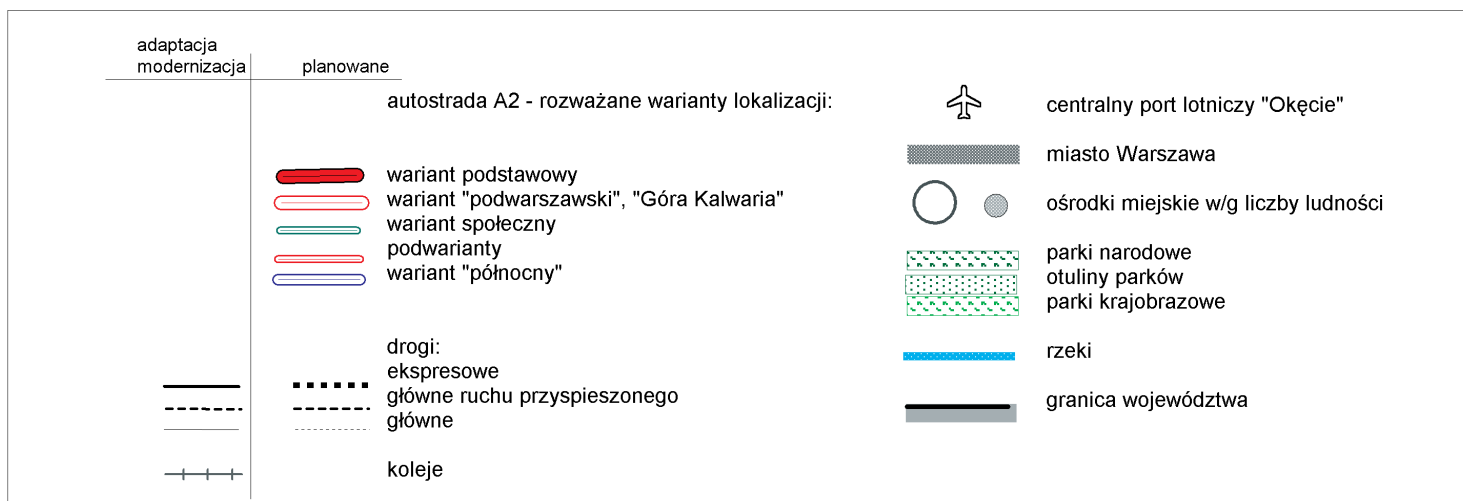 adaptacja
modernizacja
planowane
autostrada A2 - rozważane warianty lokalizacji:
wariant podstawowy
wariant "podwarszawski", "Góra Kalwaria"
wariant społeczny
podwarianty
wariant "północny"
drogi:
ekspresowe
główne ruchu przyspieszonego
główne
koleje
centralny port lotniczy "Okęcie"
miasto Warszawa
ośrodki miejskie w/g liczby ludności
parki narodowe
otuliny parków
parki krajobrazowe
rzeki
granica województwa